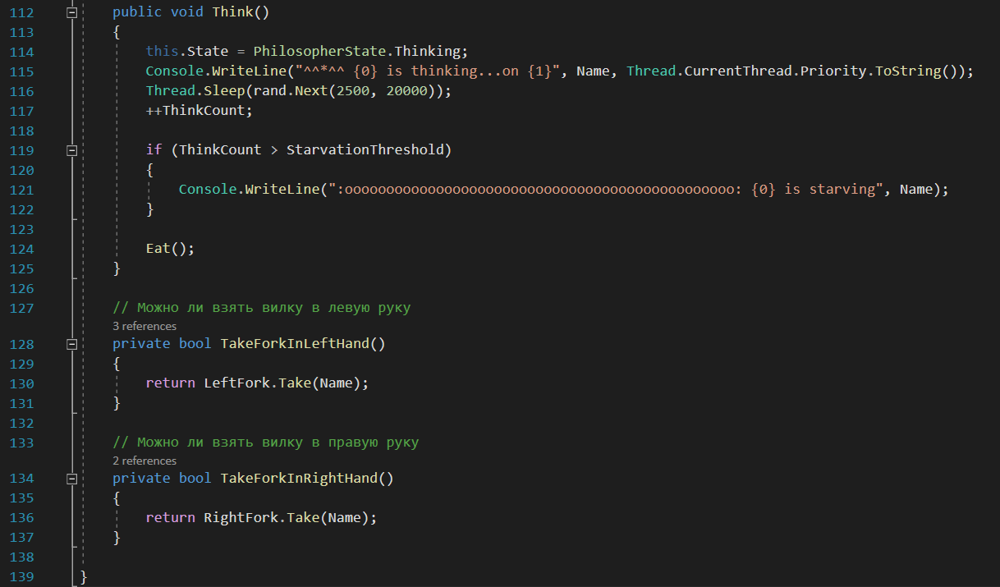 112 public void Think()
113 {
114 this.State = PhilosopherState.Thinking;
115 Console.WriteLine("^^*^^ {0} is thinking...on {1}", Name, Thread.CurrentThread.Priority.ToString());
116 Thread.Sleep(rand.Next(2500, 20000));
117 ++ThinkCount;
118
119 if (ThinkCount > StarvationThreshold)
120 {
121 Console.WriteLine(":ooooooooooooooooooooooooooooooooooooooooooooooo: {0} is starving", Name);
122 }
123
124 Eat();
125 }
126
127 // Можно ли взять вилку в левую руку
3 references
128 private bool TakeForkInLeftHand()
129 {
130 return LeftFork.Take(Name);
131 }
132
133 // Можно ли взять вилку в правую руку
2 references
134 private bool TakeForkInRightHand()
135 {
136 return RightFork.Take(Name);
137 }
138
139 }